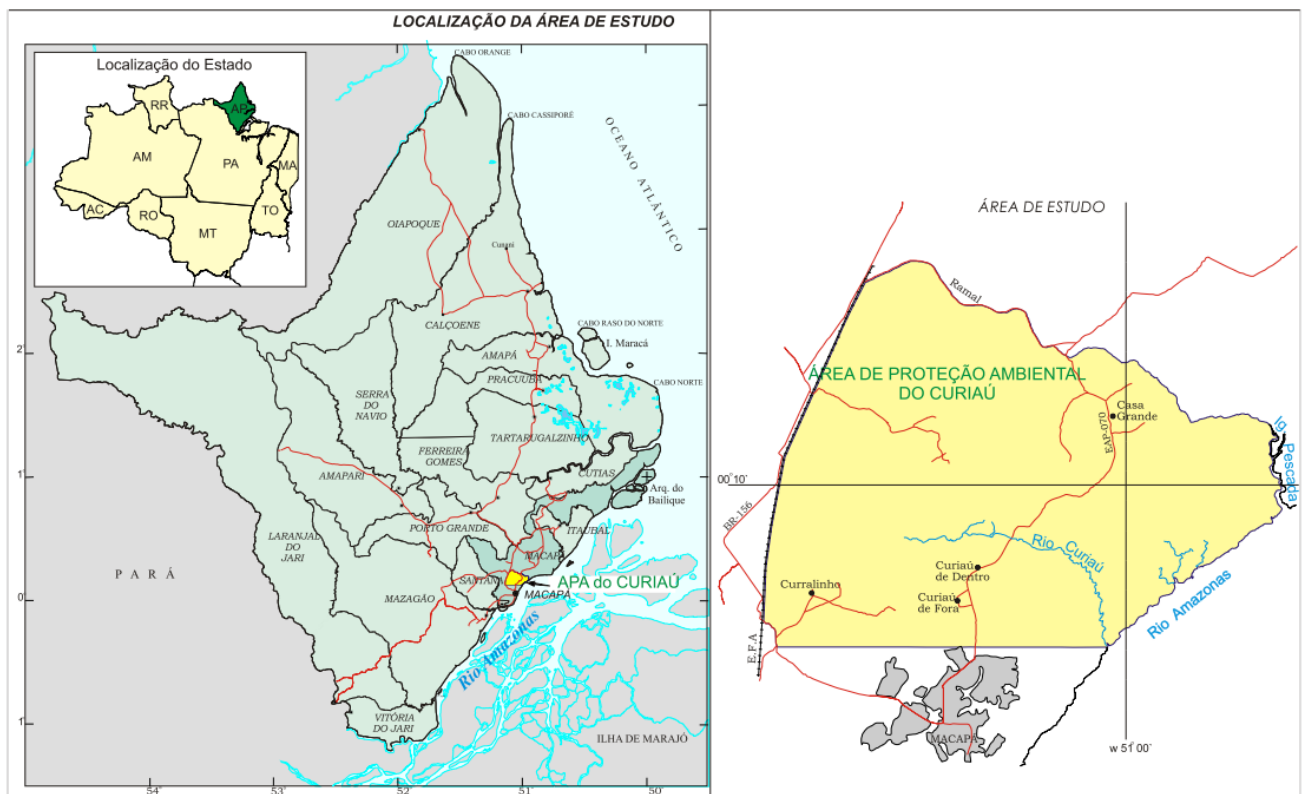 LOCALIZAÇÃO DA ÁREA DE ESTUDO
Localização do Estado
RR
AP
AM
PA
MA
AC
RO
TO
MT
CABO ORANGE
CABO CASSIPORÉ
OCEANO ATLÂNTICO
OIAPOQUE
Cunani
CALÇOENE
CABO RASO DO NORTE
I. Maracá
AMAPÁ
PRACUUBA
CABO NORTE
SERRA
DO
NAVIO
TARTARUGALZINHO
FERREIRA
GOMES
CUTIAS
AMAPARI
Arq. do
Bailique
PORTO GRANDE
ITAUBAL
LARANJAL
DO
JARI
MACAPÁ
PARÁ
SANTANA
APA do CURIAÚ
MAZAGÃO
MACAPÁ
Rio Amazonas
VITÓRIA
DO JARI
ILHA DE MARAJÓ
2°
1°
0°
1°
54°
53°
52°
51°
50°
ÁREA DE ESTUDO
Ramal
ÁREA DE PROTEÇÃO AMBIENTAL
DO CURIAÚ
Casa
Grande
EAP-070
Ig. Pescada
00°10'
BR-156
Rio Curiaú
Curiaú
de Dentro
Curralinho
Curiaú
de Fora
Rio Amazonas
E.F.A
MACAPÁ
w 51°00'